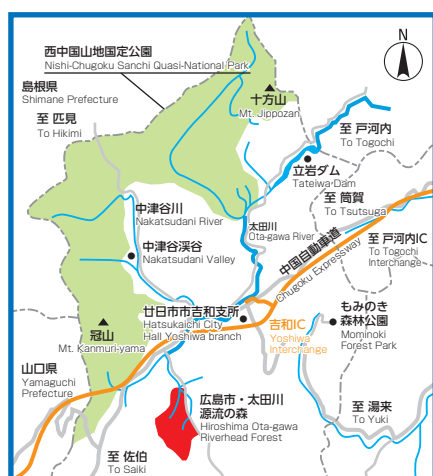 西中国山地国定公園
Nishi-Chugoku Sanchi Quasi-National Park
N
島根県
Shimane Prefecture
至 匹見
To Hikimi
十方山
Mt. Jippozan
至 戸河内
To Togochi
立岩ダム
Tateiwa Dam
至 筒賀
To Tsutsuga
中津谷川
Nakatsudani River
太田川
Ota-gawa River
中国自動車道
Chugoku Expressway
至 戸河内IC
To Togochi
Interchange
中津谷渓谷
Nakatsudani Valley
廿日市市吉和支所
Hatsukaichi City
Hall Yoshiwa branch
吉和IC
Yoshiwa
Interchange
もみのき
森林公園
Mominoki
Forest Park
冠山
Mt. Kanmuri-yama
山口県
Yamaguchi
Prefecture
広島市・太田川
源流の森
Hiroshima Ota-gawa
Riverhead Forest
至 湯来
To Yuki
至 佐伯
To Saiki